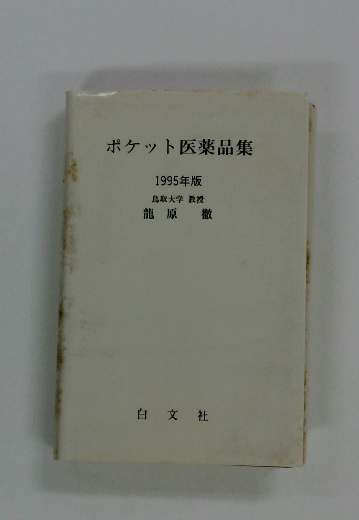 ポケット医薬品集
1995年版
鳥取大学 教授
龍原 徹
白文社